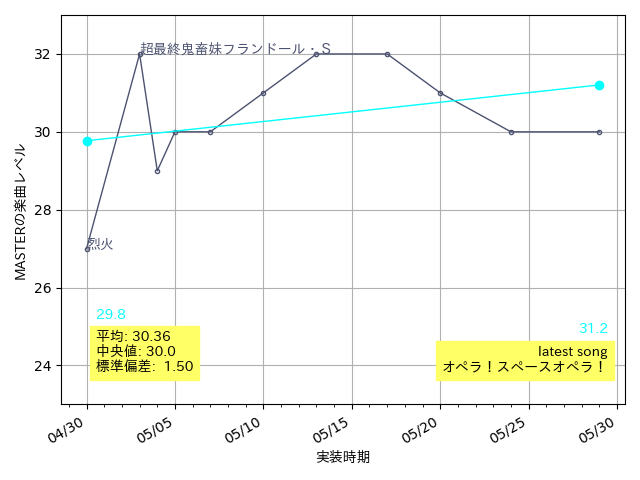 32
30
28
26
24
MASTERの楽曲レベル
超最終鬼畜妹フランドール・S
烈火
29.8
平均: 30.36
中央値: 30.0
標準偏差: 1.50
31.2
latest song
オペラ！スペースオペラ！
04/30
05/05
05/10
05/15
05/20
05/25
05/30
実装時期